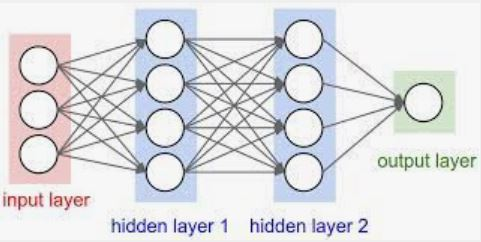 output layer
input layer
hidden layer 1 hidden layer 2